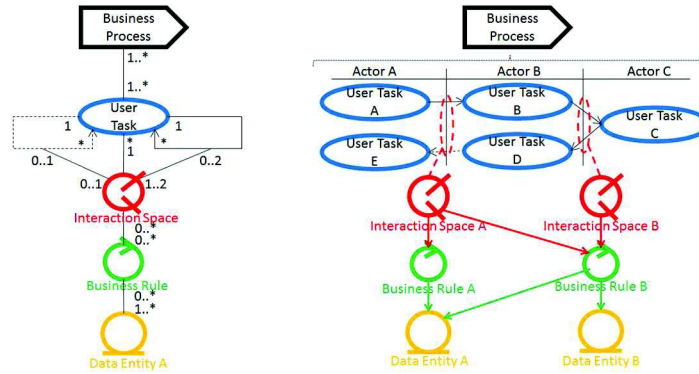 Business
Process
1..*
1..*
User
Task
1
1
*
*
*
1
0..1
0..2
0..1
1..2
Interaction Space
0..*
0..*
Business Rule
0..*
1..*
Data Entity A
Business
Process
Actor A
Actor B
Actor C
User Task
A
User Task
B
User Task
C
User Task
E
User Task
D
Interaction Space A
Interaction Space B
Business Rule A
Business Rule B
Data Entity A
Data Entity B